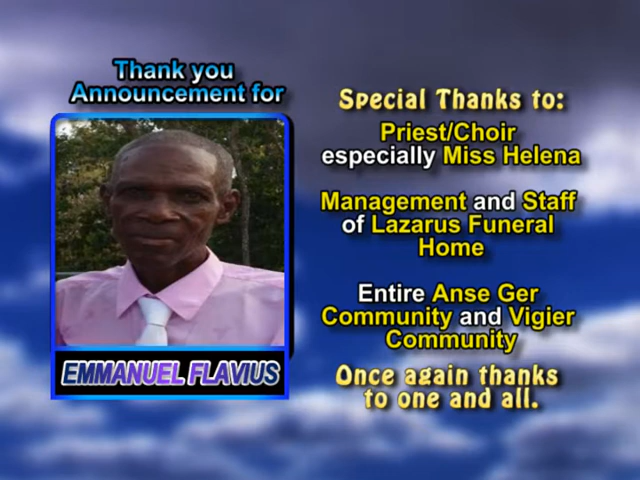 Thank you
Announcement for
EMMANUEL FLAVIUS
Special Thanks to:
Priest/Choir
especially Miss Helena
Management and Staff
of Lazarus Funeral
Home
Entire Anse Ger
Community and Vigier
Community
Once again thanks
to one and all.